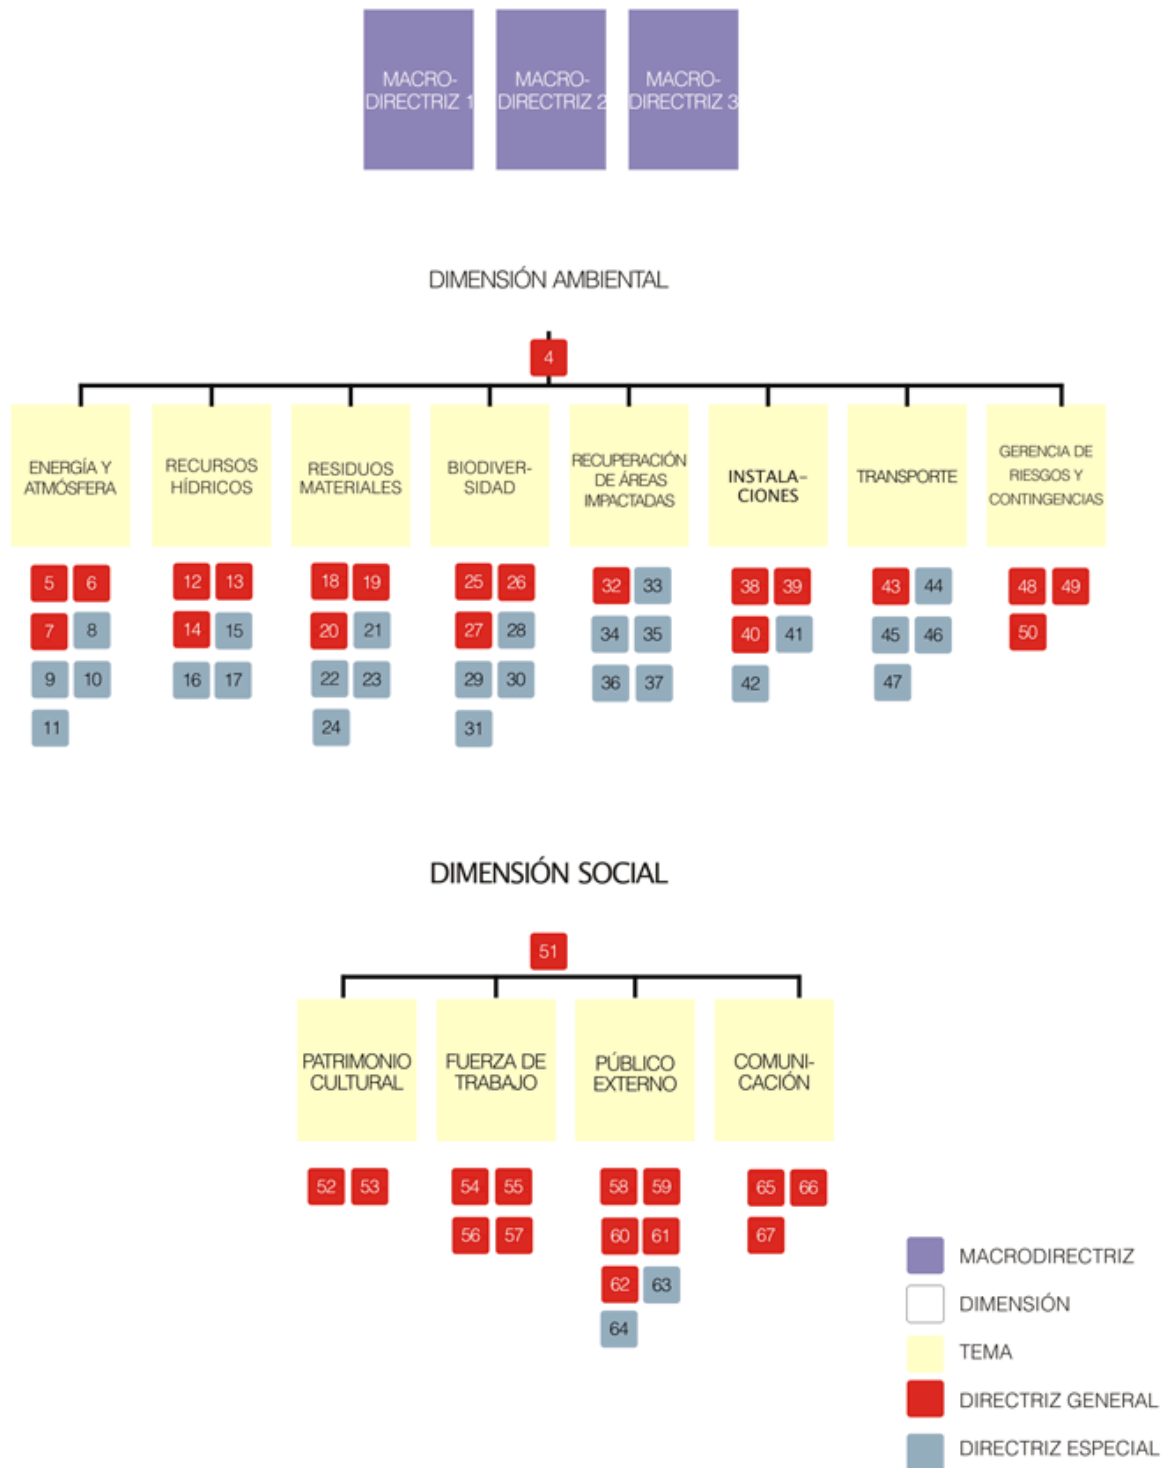 MACRO-
DIRECTRIZ 1
MACRO-
DIRECTRIZ 2
MACRO-
DIRECTRIZ 3
DIMENSIÓN AMBIENTAL
4
ENERGÍA Y
ATMÓSFERA
5 6
7 8
9 10
11
RECURSOS
HÍDRICOS
12 13
14 15
16 17
RESIDUOS
MATERIALES
18 19
20 21
22 23
24
BIODIVER-
SIDAD
25 26
27 28
29 30
31
RECUPERACIÓN
DE ÁREAS
IMPACTADAS
32 33
34 35
36 37
INSTALA-
CIONES
38 39
40 41
42
TRANSPORTE
43 44
45 46
47
GERENCIA DE
RIESGOS Y
CONTINGENCIAS
48 49
50
DIMENSIÓN SOCIAL
51
PATRIMONIO
CULTURAL
52 53
FUERZA DE
TRABAJO
54 55
56 57
PÚBLICO
EXTERNO
58 59
60 61
62 63
64
COMUNI-
CACIÓN
65 66
67
MACRODIRECTRIZ
DIMENSIÓN
TEMA
DIRECTRIZ GENERAL
DIRECTRIZ ESPECIAL